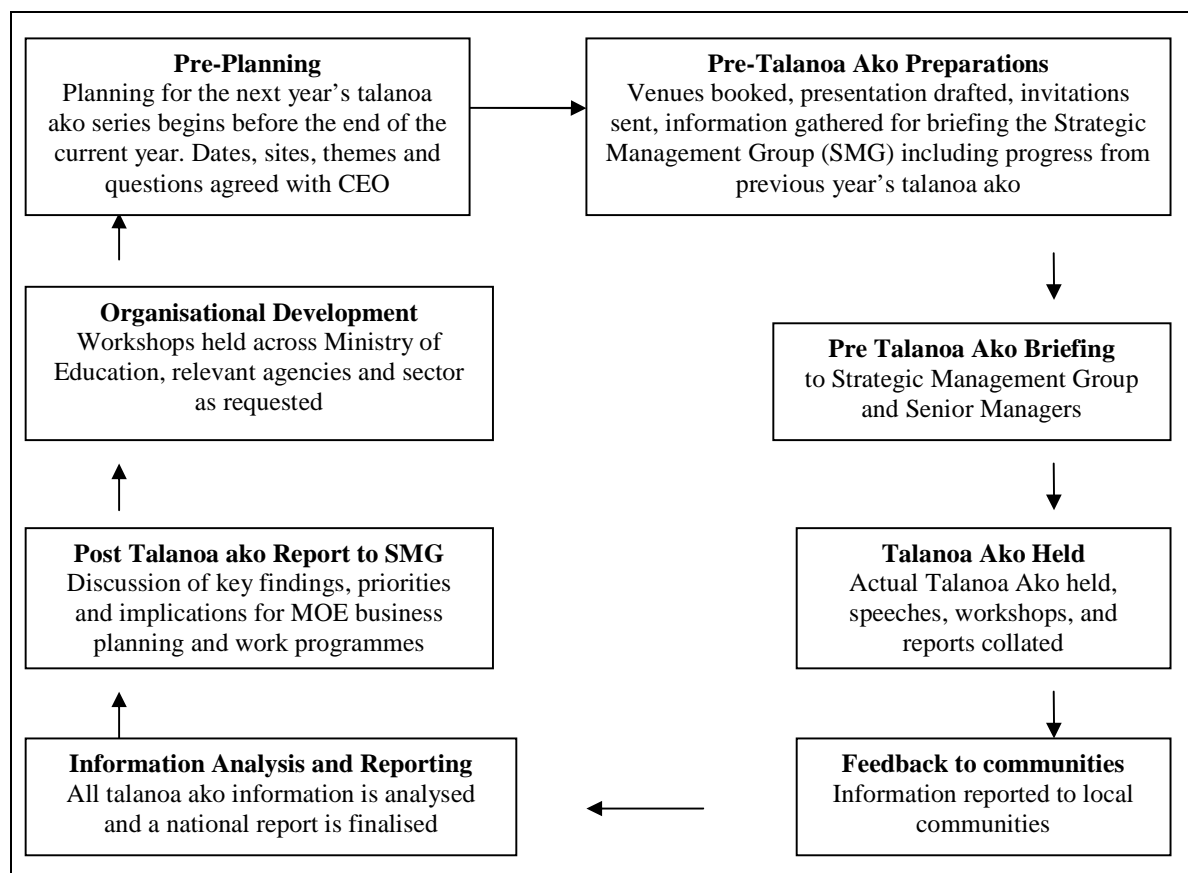 Pre-Planning
Planning for the next year's talanoa
ako series begins before the end of the
current year. Dates, sites, themes and
questions agreed with CEO
Pre-Talanoa Ako Preparations
Venues booked, presentation drafted, invitations
sent, information gathered for briefing the Strategic
Management Group (SMG) including progress from
previous year's talanoa ako
Pre Talanoa Ako Briefing
to Strategic Management Group
and Senior Managers
Talanoa Ako Held
Actual Talanoa Ako held,
speeches, workshops, and
reports collated
Feedback to communities
Information reported to local
communities
Information Analysis and Reporting
All talanoa ako information is analysed
and a national report is finalised
Post Talanoa ako Report to SMG
Discussion of key findings, priorities
and implications for MOE business
planning and work programmes
Organisational Development
Workshops held across Ministry of
Education, relevant agencies and sector
as requested